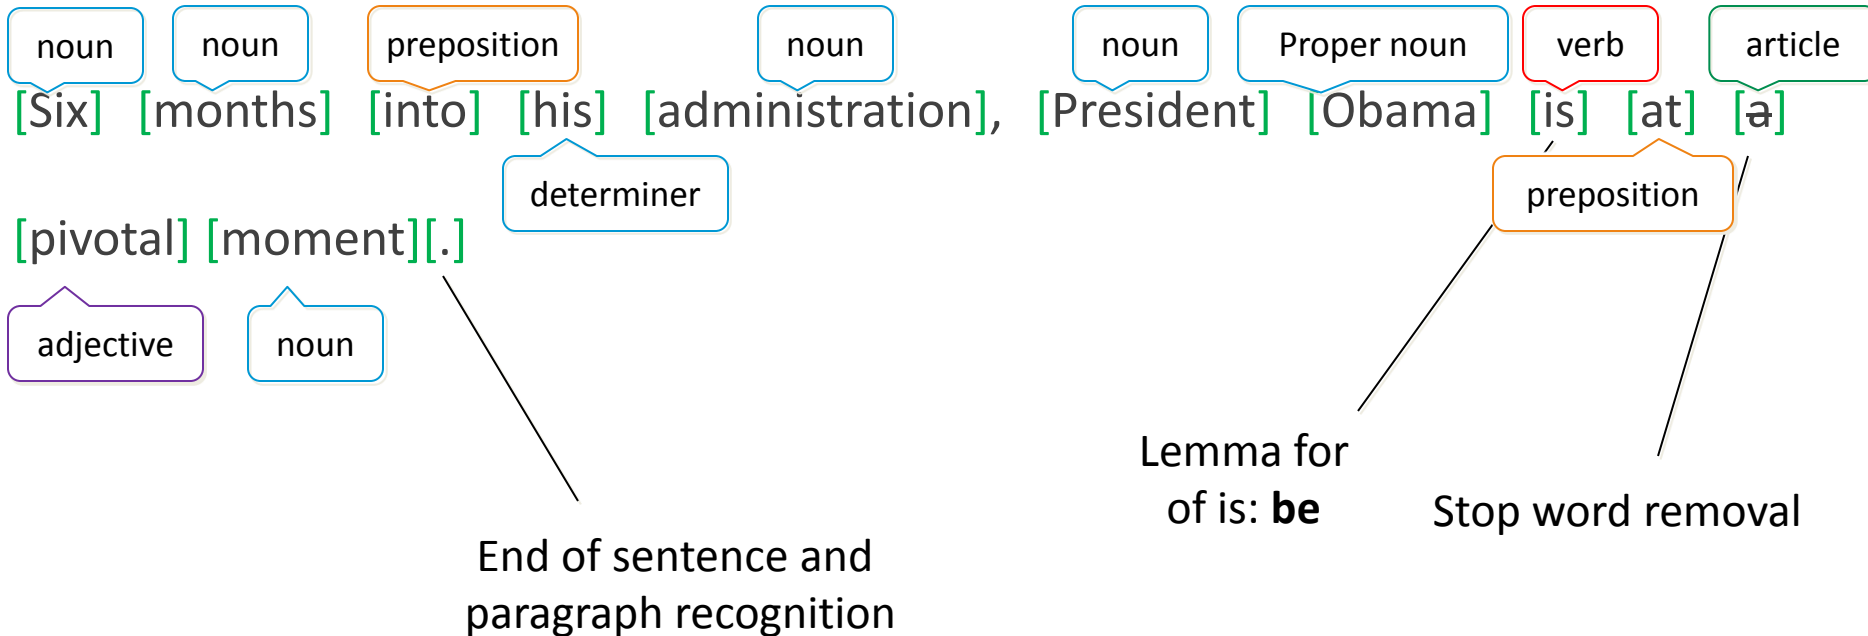 noun noun preposition noun noun Proper noun verb article
[Six] [months] [into] [his] [administration], [President] [Obama] [is] [at] [a]
determiner preposition
[pivotal] [moment][.]
adjective noun
Lemma for
of is: be
Stop word removal
End of sentence and
paragraph recognition